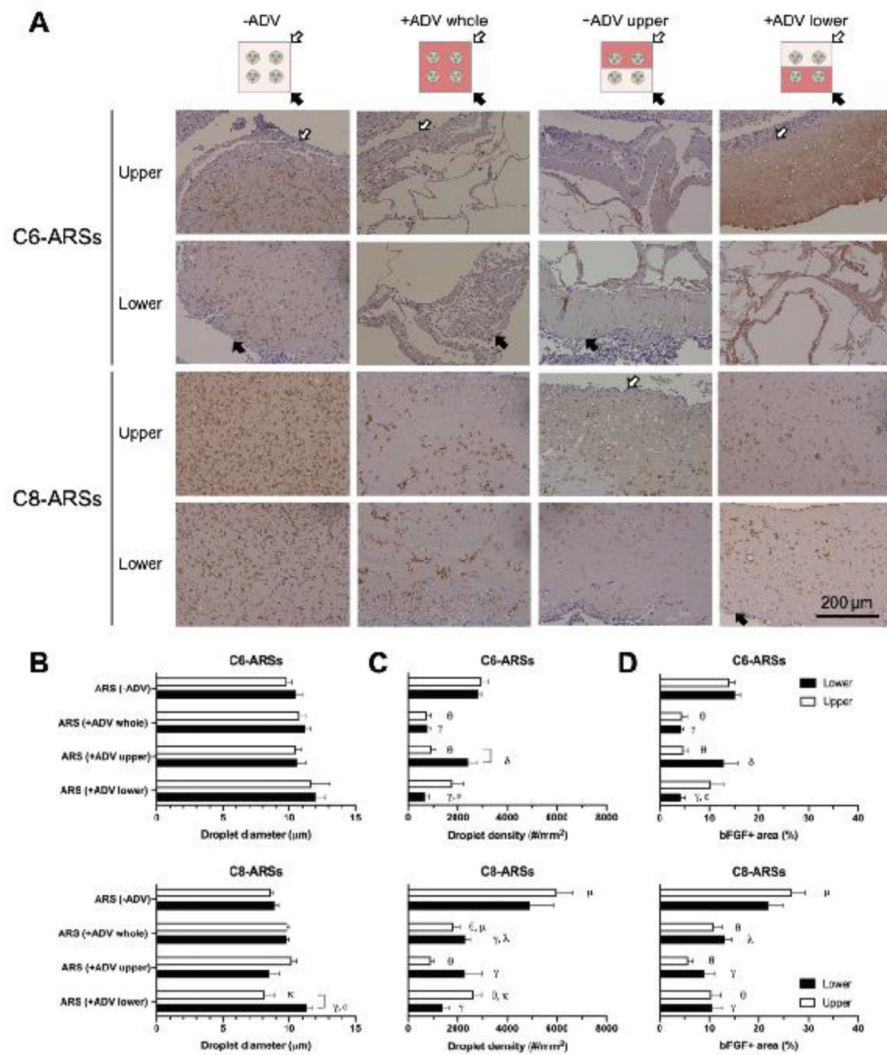 A
-ADV
+ADV whole
−ADV upper
+ADV lower
C6-ARSs
Upper
Lower
C8-ARSs
Upper
Lower
200 µm
B
C6-ARSs
ARS (-ADV)
ARS (+ADV whole)
ARS (+ADV upper)
ARS (+ADV lower)
0 5 10 15
Droplet diameter (µm)
C
C6-ARSs
θ
γ
θ
δ
0 2000 4000 6000 8000
Droplet density (#/mm²)
D
C6-ARSs
Lower
Upper
θ
γ
θ
δ
0 10 20 30 40
bFGF+ area (%)
C8-ARSs
ARS (-ADV)
ARS (+ADV whole)
ARS (+ADV upper)
ARS (+ADV lower)
κ
0 5 10 15
Droplet diameter (µm)
C8-ARSs
μ
γ, λ
θ
γ
γ
0 2000 4000 6000 8000
Droplet density (#/mm²)
C8-ARSs
μ
θ
λ
θ
γ
θ
γ
Lower
Upper
0 10 20 30 40
bFGF+ area (%)